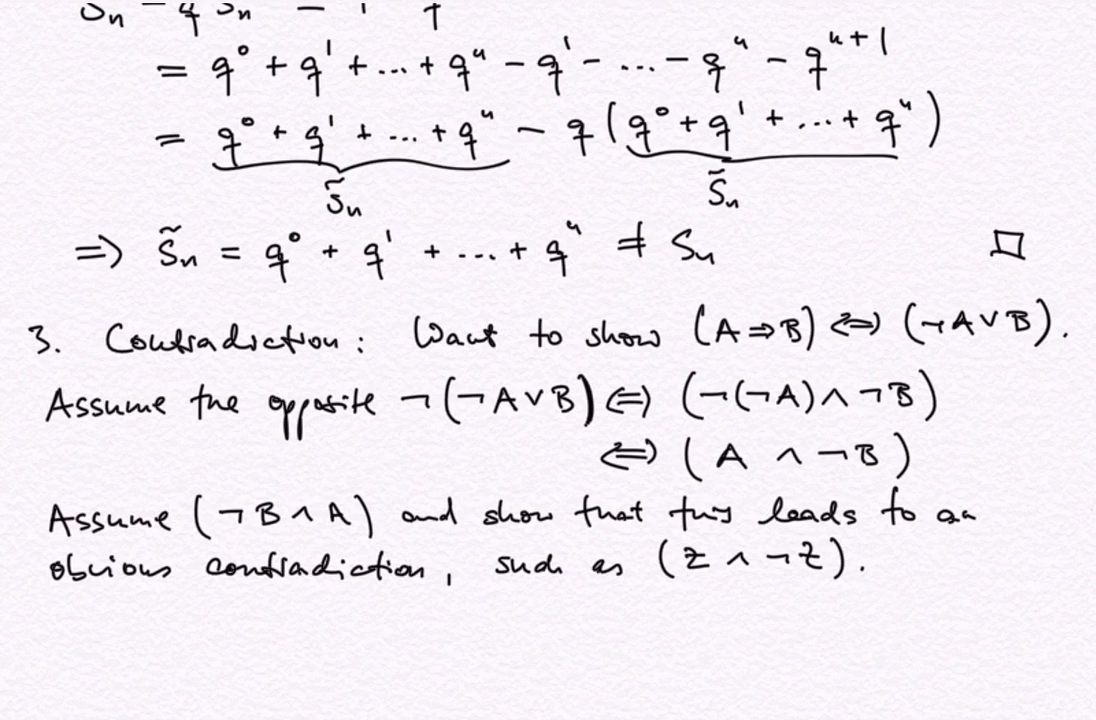 = q⁰ + q¹ + ... + qⁿ − q¹ − ... − qⁿ − qⁿ⁺¹
= q⁰ + q¹ + ... + qⁿ − q (q⁰ + q¹ + ... + qⁿ)
S̃ₙ S̃ₙ
=> S̃ₙ = q⁰ + q¹ + ... + qⁿ ≠ Sₙ □
3. Contradiction: Want to show (A ⇒ B) ⇔ (¬A ∨ B).
Assume the opposite ¬(¬A ∨ B) ⇔ (¬(¬A) ∧ ¬B)
⇔ (A ∧ ¬B)
Assume (¬B ∧ A) and show that this leads to an
obvious contradiction, such as (Z ∧ ¬Z).